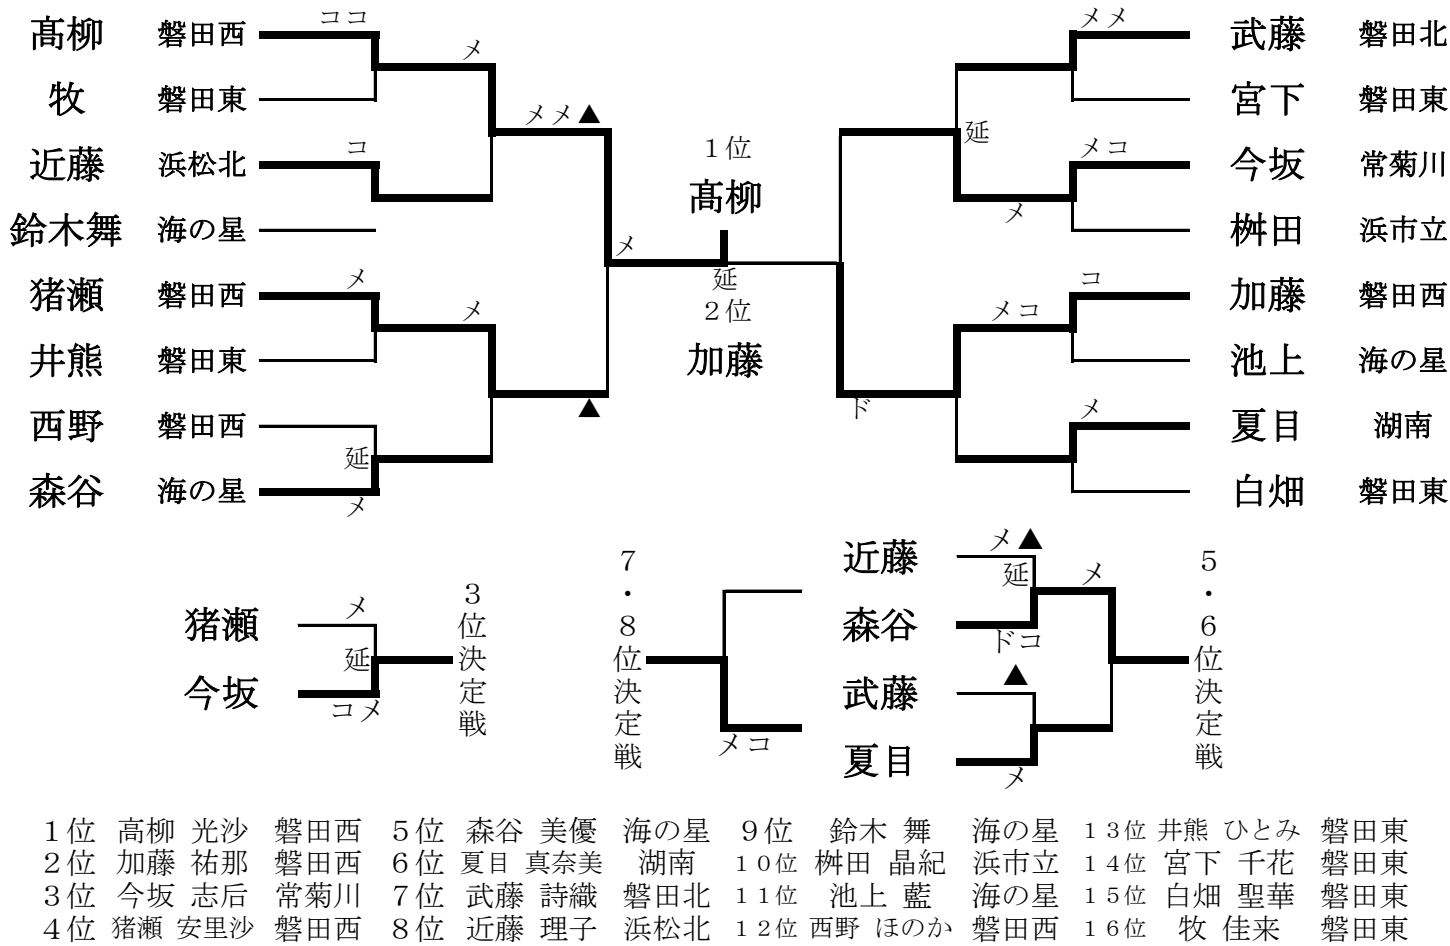 ココ メメ
髙柳 磐田西 メ 武藤 磐田北
牧 磐田東 メメ▲ 宮下 磐田東
延
コ 1位 メコ
近藤 浜松北 髙柳 今坂 常菊川
メ
鈴木舞 海の星 メ 桝田 浜市立
延
メ コ
猪瀬 磐田西 メ 2位 メコ 加藤 磐田西
井熊 磐田東 加藤 池上 海の星
▲ ド メ
西野 磐田西 夏目 湖南
延
森谷 海の星 白畑 磐田東
メ
近藤 メ▲
延 メ
猪瀬 メ 森谷 ドコ
延
今坂 コメ 武藤 ▲
メコ 夏目 メ
3位決定戦
7・8位決定戦
5・6位決定戦
1位 高柳 光沙 磐田西 5位 森谷 美優 海の星 9位 鈴木 舞 海の星 13位 井熊 ひとみ 磐田東
2位 加藤 祐那 磐田西 6位 夏目 真奈美 湖南 10位 桝田 晶紀 浜市立 14位 宮下 千花 磐田東
3位 今坂 志后 常菊川 7位 武藤 詩織 磐田北 11位 池上 藍 海の星 15位 白畑 聖華 磐田東
4位 猪瀬 安里沙 磐田西 8位 近藤 理子 浜松北 12位 西野 ほのか 磐田西 16位 牧 佳来 磐田東